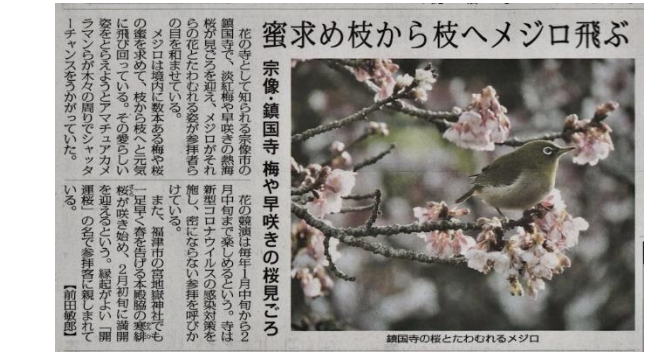 蜜求め枝から枝へメジロ飛ぶ
宗像・鎮国寺 梅や早咲きの桜見ごろ
花の寺として知られる宗像市の
鎮国寺で、淡紅梅や早咲きの熱海
桜が見ごろを迎え、メジロがそれ
らの花とたわむれる姿が参拝者ら
の目を和ませている。
メジロは境内に数本ある梅や桜
の蜜を求めて、枝から枝へと元気
に飛び回っている。その愛らしい
姿をとらえようとアマチュアカメ
ラマンらが木々の周りでシャッタ
ーチャンスをうかがっていた。
花の競演は毎年1月中旬から2
月中旬まで楽しめるという。寺は
新型コロナウイルスの感染対策を
施し、密にならない参拝を呼びか
けている。
また、福津市の宮地嶽神社でも
一足早く春を告げる本殿脇の寒緋
桜が咲き始め、2月初旬に満開
を迎えるという。縁起がよい「開
運桜」の名で参拝客に親しまれて
いる。
【前田敏郎】
鎮国寺の桜とたわむれるメジロ